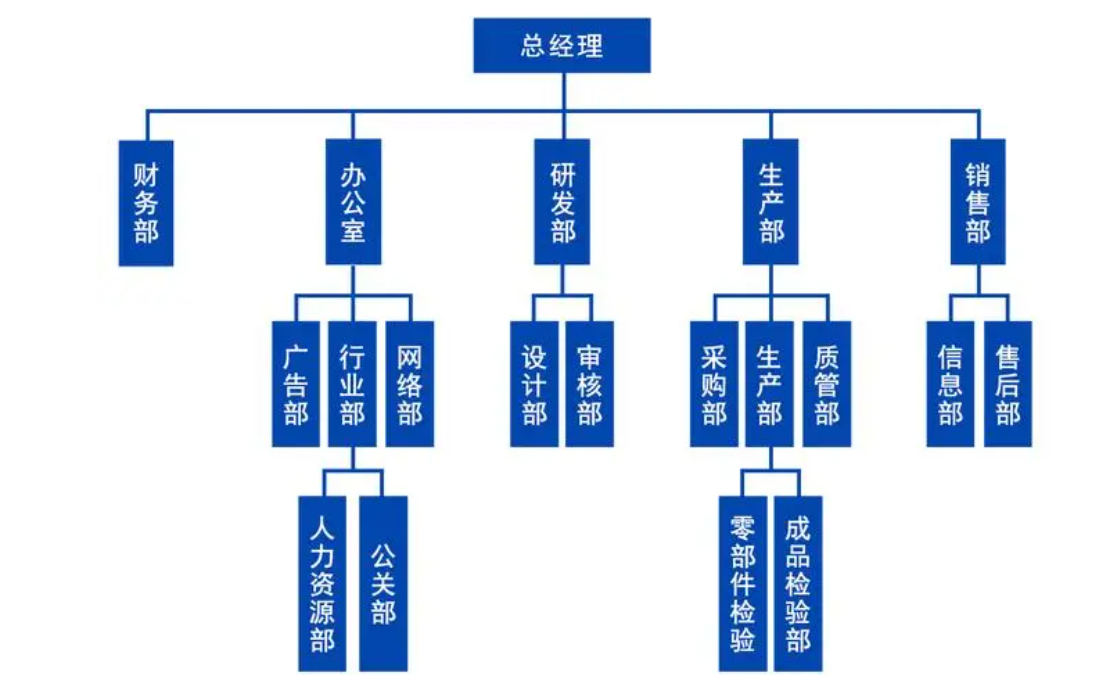 总经理
财务部
办公室
研发部
生产部
销售部
广告部
行业部
网络部
设计部
审核部
采购部
生产部
质管部
信息部
售后部
人力资源部
公关部
零部件检验
成品检验部